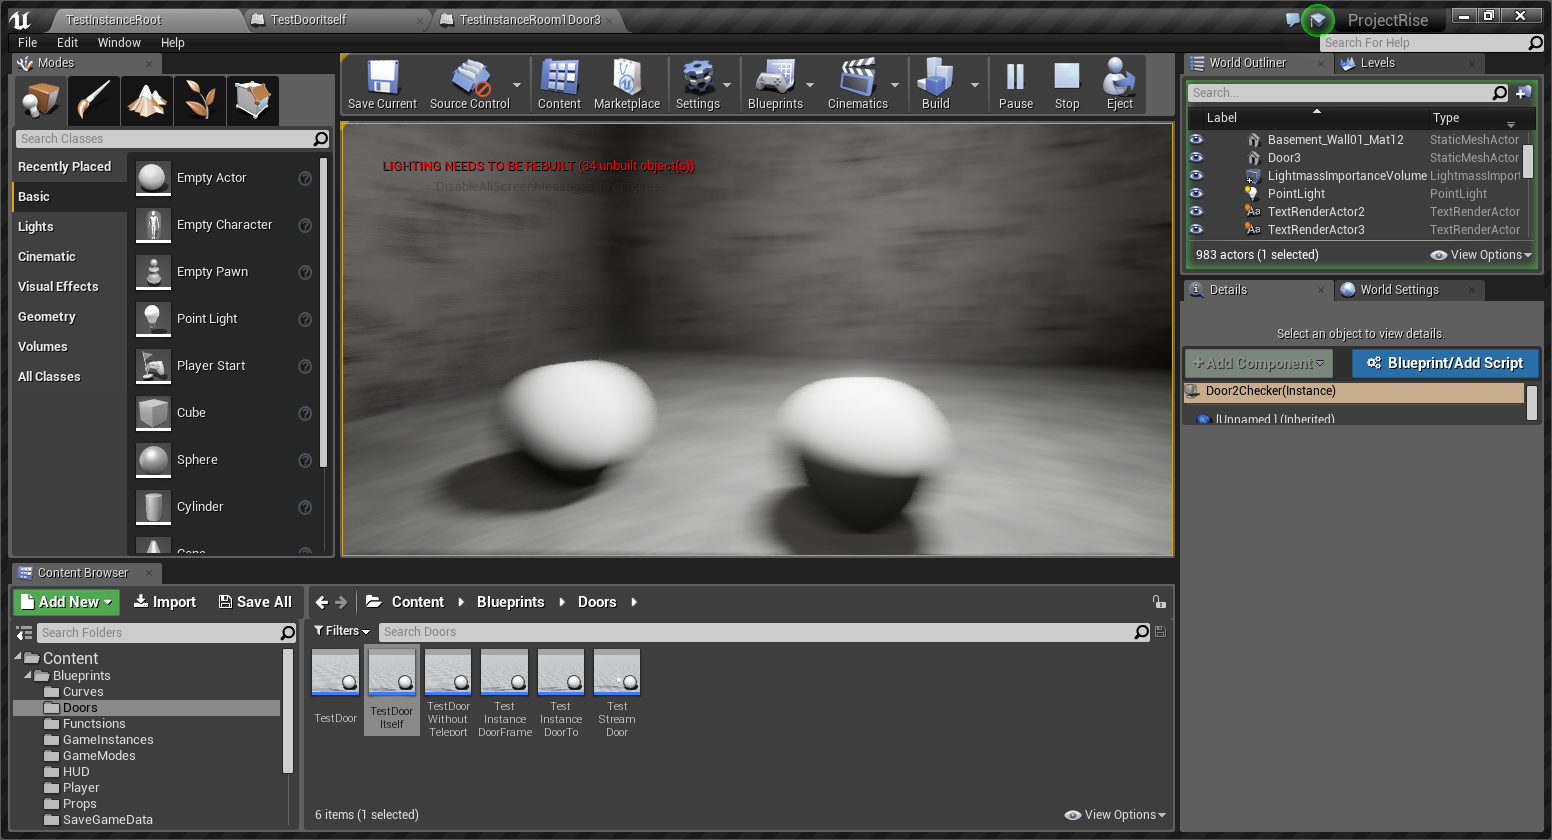 TestInstanceRoot
TestDoorItself
TestInstanceRoom1Door3
ProjectRise
File Edit Window Help
Search For Help
Modes
Save Current
Source Control
Content
Marketplace
Settings
Blueprints
Cinematics
Build
Pause
Stop
Eject
Search Classes
Recently Placed
Basic
Lights
Cinematic
Visual Effects
Geometry
Volumes
All Classes
Empty Actor
Empty Character
Empty Pawn
Point Light
Player Start
Cube
Sphere
Cylinder
LIGHTING NEEDS TO BE REBUILT (34 unbuilt object(s))
World Outliner
Levels
Search...
Label Type
Basement_Wall01_Mat12 StaticMeshActor
Door3 StaticMeshActor
LightmassImportanceVolume LightmassImport
PointLight PointLight
TextRenderActor2 TextRenderActor
TextRenderActor3 TextRenderActor
983 actors (1 selected)
View Options
Details
World Settings
Select an object to view details.
+ Add Component
Blueprint/Add Script
Door2Checker(Instance)
[Unnamed ] (Inherited)
Content Browser
Add New
Import
Save All
Content
Blueprints
Doors
Search Folders
Content
Blueprints
Curves
Doors
Functsions
GameInstances
GameModes
HUD
Player
Props
SaveGameData
Filters
Search Doors
TestDoor
TestDoor
Itself
TestDoor
Without
Teleport
Test
Instance
DoorFrame
Test
Instance
DoorTo
Test
Stream
Door
6 items (1 selected)
View Options